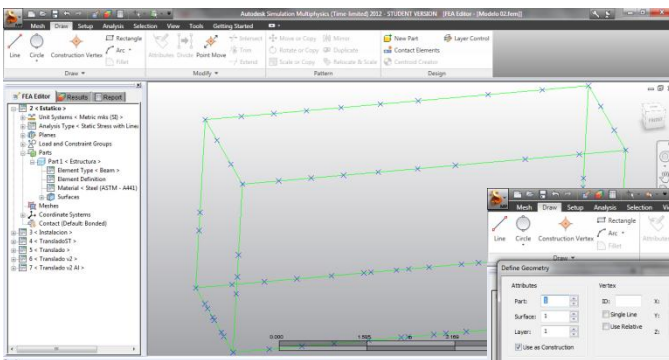 Autodesk Simulation Multiphysics (Time limited) 2012 - STUDENT VERSION [FEA Editor - [Modelo 02.fem]]
Mesh Draw Setup Analysis Selection View Tools Getting Started
Line Circle Construction Vertex Rectangle Arc Fillet
Attributes Divide Point Move Intersect Trim Extend
Move or Copy Mirror
Rotate or Copy Duplicate
Scale or Copy Relocate & Scale
New Part Layer Control
Contact Elements
Centroid Creator
Draw Modify Pattern Design
FEA Editor Results Report
2 < Estatico >
Unit Systems < Metric mks (SI) >
Analysis Type < Static Stress with Linea
Planes
Load and Constraint Groups
Parts
Part 1 < Estructura >
Element Type < Beam >
Element Definition
Material < Steel (ASTM - A441)
Surfaces
Meshes
Coordinate Systems
Contact (Default: Bonded)
3 < Instalacion >
4 < TransladoST >
5 < Translado >
6 < Translado v2 >
7 < Translado v2 AI >
0.000
Mesh Draw Setup Analysis Selection
Line Circle Construction Vertex Rectangle Arc Fillet
Attributes
Draw
Define Geometry
Attributes Vertex
Part: 1 ID: X:
Surface: 1 Single Line Y:
Layer: 1 Use Relative Z:
Use as Construction